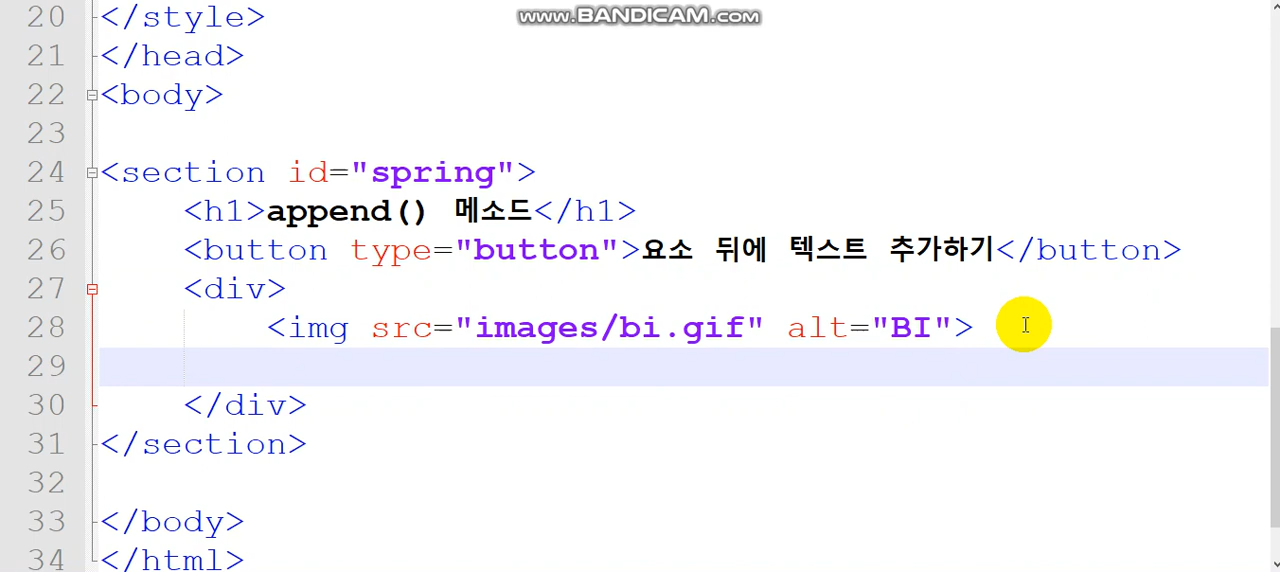 www.BANDICAM.com
20 </style>
21 </head>
22 <body>
23
24 <section id="spring">
25 <h1>append() 메소드</h1>
26 <button type="button">요소 뒤에 텍스트 추가하기</button>
27 <div>
28 <img src="images/bi.gif" alt="BI">
29
30 </div>
31 </section>
32
33 </body>
34 </html>